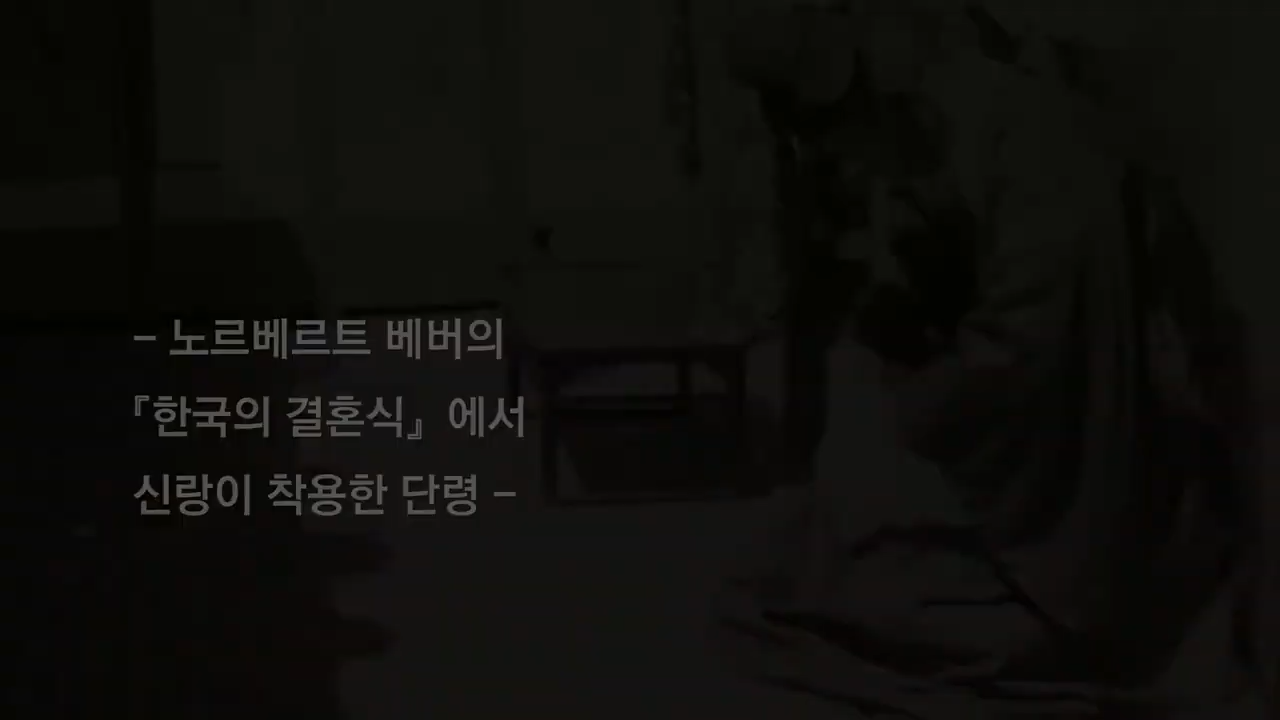 - 노르베르트 베버의
『한국의 결혼식』 에서
신랑이 착용한 단령 -